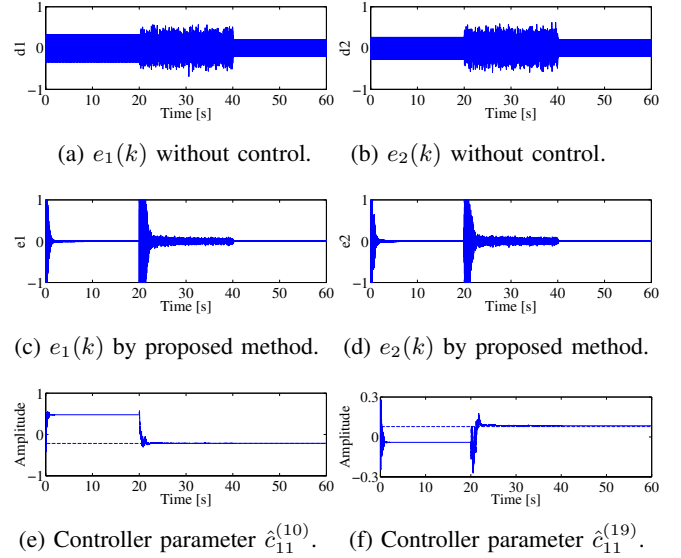 d1
1
0
−1
0 10 20 30 40 50 60
Time [s]
(a) e₁(k) without control.
d2
1
0
−1
0 10 20 30 40 50 60
Time [s]
(b) e₂(k) without control.
e1
1
0
−1
0 10 20 30 40 50 60
Time [s]
(c) e₁(k) by proposed method.
e2
1
0
−1
0 10 20 30 40 50 60
Time [s]
(d) e₂(k) by proposed method.
Amplitude
1
0
−1
0 10 20 30 40 50 60
Time [s]
(e) Controller parameter ĉ₁₁⁽¹⁰⁾.
Amplitude
0.3
0
−0.3
0 10 20 30 40 50 60
Time [s]
(f) Controller parameter ĉ₁₁⁽¹⁹⁾.